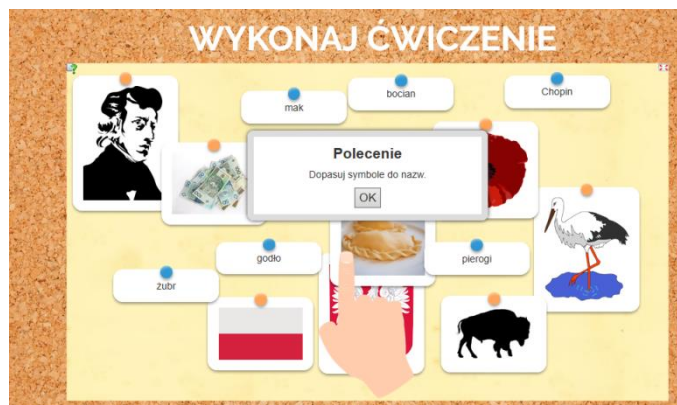 WYKONAJ ĆWICZENIE
mak
bocian
Chopin
Polecenie
Dopasuj symbole do nazw.
OK
godło
pierogi
żubr